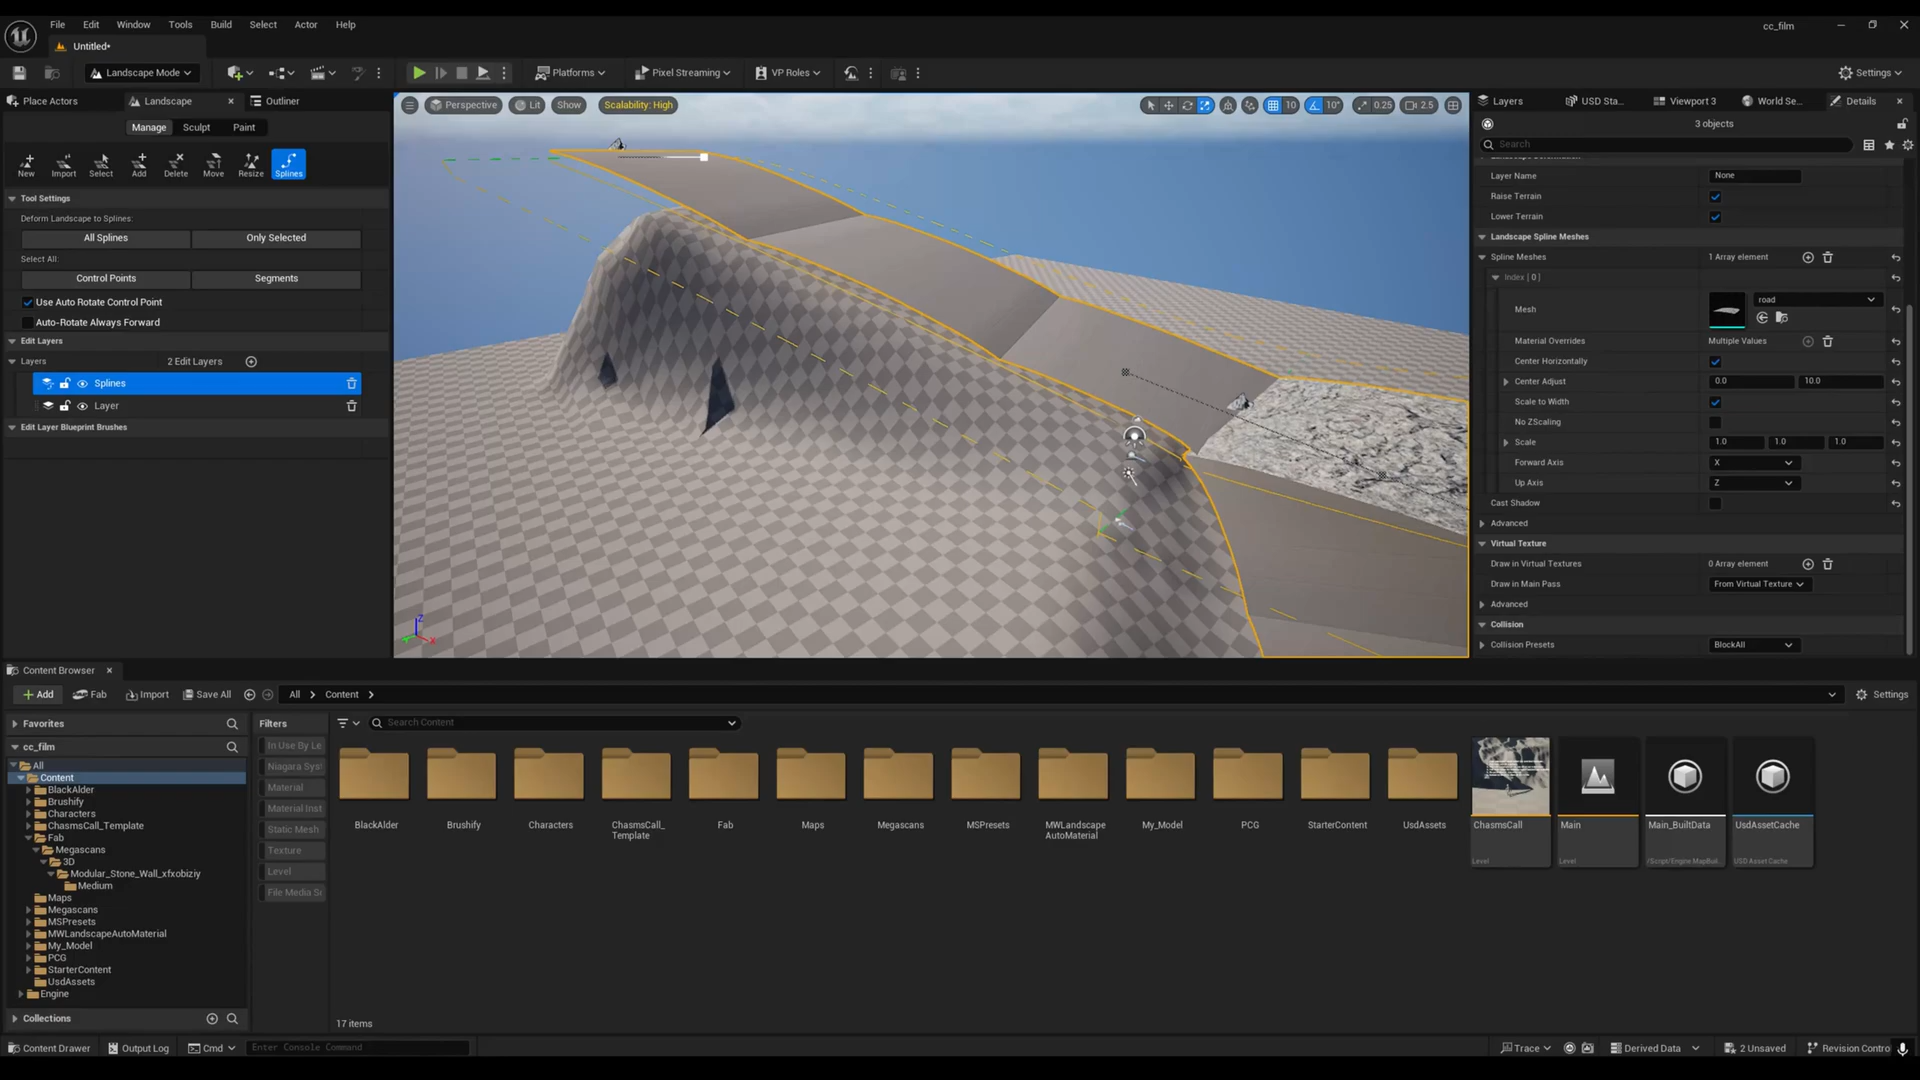 File Edit Window Tools Build Select Actor Help
cc_film
Untitled*
Landscape Mode
Platforms
Pixel Streaming
VP Roles
Settings
Place Actors
Landscape
Outliner
Perspective
Lit
Show
Scalability: High
10
10°
0.25
2.5
Layers
USD Sta...
Viewport 3
World Se...
Details
Manage
Sculpt
Paint
3 objects
Search
New
Import
Select
Add
Delete
Move
Resize
Splines
Tool Settings
Deform Landscape to Splines:
All Splines
Only Selected
Select All:
Control Points
Segments
Use Auto Rotate Control Point
Auto-Rotate Always Forward
Edit Layers
Layers
2 Edit Layers
Splines
Layer
Edit Layer Blueprint Brushes
Z
X
Layer Name
None
Raise Terrain
Lower Terrain
Landscape Spline Meshes
Spline Meshes
1 Array element
Index [ 0 ]
Mesh
road
Material Overrides
Multiple Values
Center Horizontally
Center Adjust
0.0
10.0
Scale to Width
No ZScaling
Scale
1.0
1.0
1.0
Forward Axis
X
Up Axis
Z
Cast Shadow
Advanced
Virtual Texture
Draw in Virtual Textures
0 Array element
Draw in Main Pass
From Virtual Texture
Advanced
Collision
Collision Presets
BlockAll
Content Browser
Add
Fab
Import
Save All
All
Content
Settings
Favorites
cc_film
All
Content
BlackAlder
Brushify
Characters
ChasmsCall_Template
Fab
Megascans
3D
Modular_Stone_Wall_xfxobiziy
Medium
Maps
Megascans
MSPresets
MWLandscapeAutoMaterial
My_Model
PCG
StarterContent
UsdAssets
Engine
Collections
Filters
In Use By Le
Niagara Sys
Material
Material Inst
Static Mesh
Texture
Level
File Media So
Search Content
BlackAlder
Brushify
Characters
ChasmsCall_
Template
Fab
Maps
Megascans
MSPresets
MWLandscape
AutoMaterial
My_Model
PCG
StarterContent
UsdAssets
ChasmsCall
Level
Main
Level
Main_BuiltData
/Script/Engine.MapBuil...
UsdAssetCache
USD Asset Cache
17 items
Content Drawer
Output Log
Cmd
Enter Console Command
Trace
Derived Data
2 Unsaved
Revision Contro